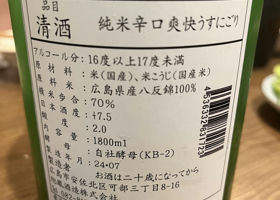 品目
清酒 純米辛口爽快うすにごり
アルコール分: 16度以上17度未満
原材料: 米(国産)、米こうじ(国産米)
原料米: 広島県産八反錦100%
精米歩合: 70%
日本酒度: +7.5
酸度: 2.0
内容量: 1800ml
酵母: 自社酵母(KB-2)
製造年月: 24・07
お酒は二十歳になってから
広島市安佐北区可部三丁目8-16
4536332831723